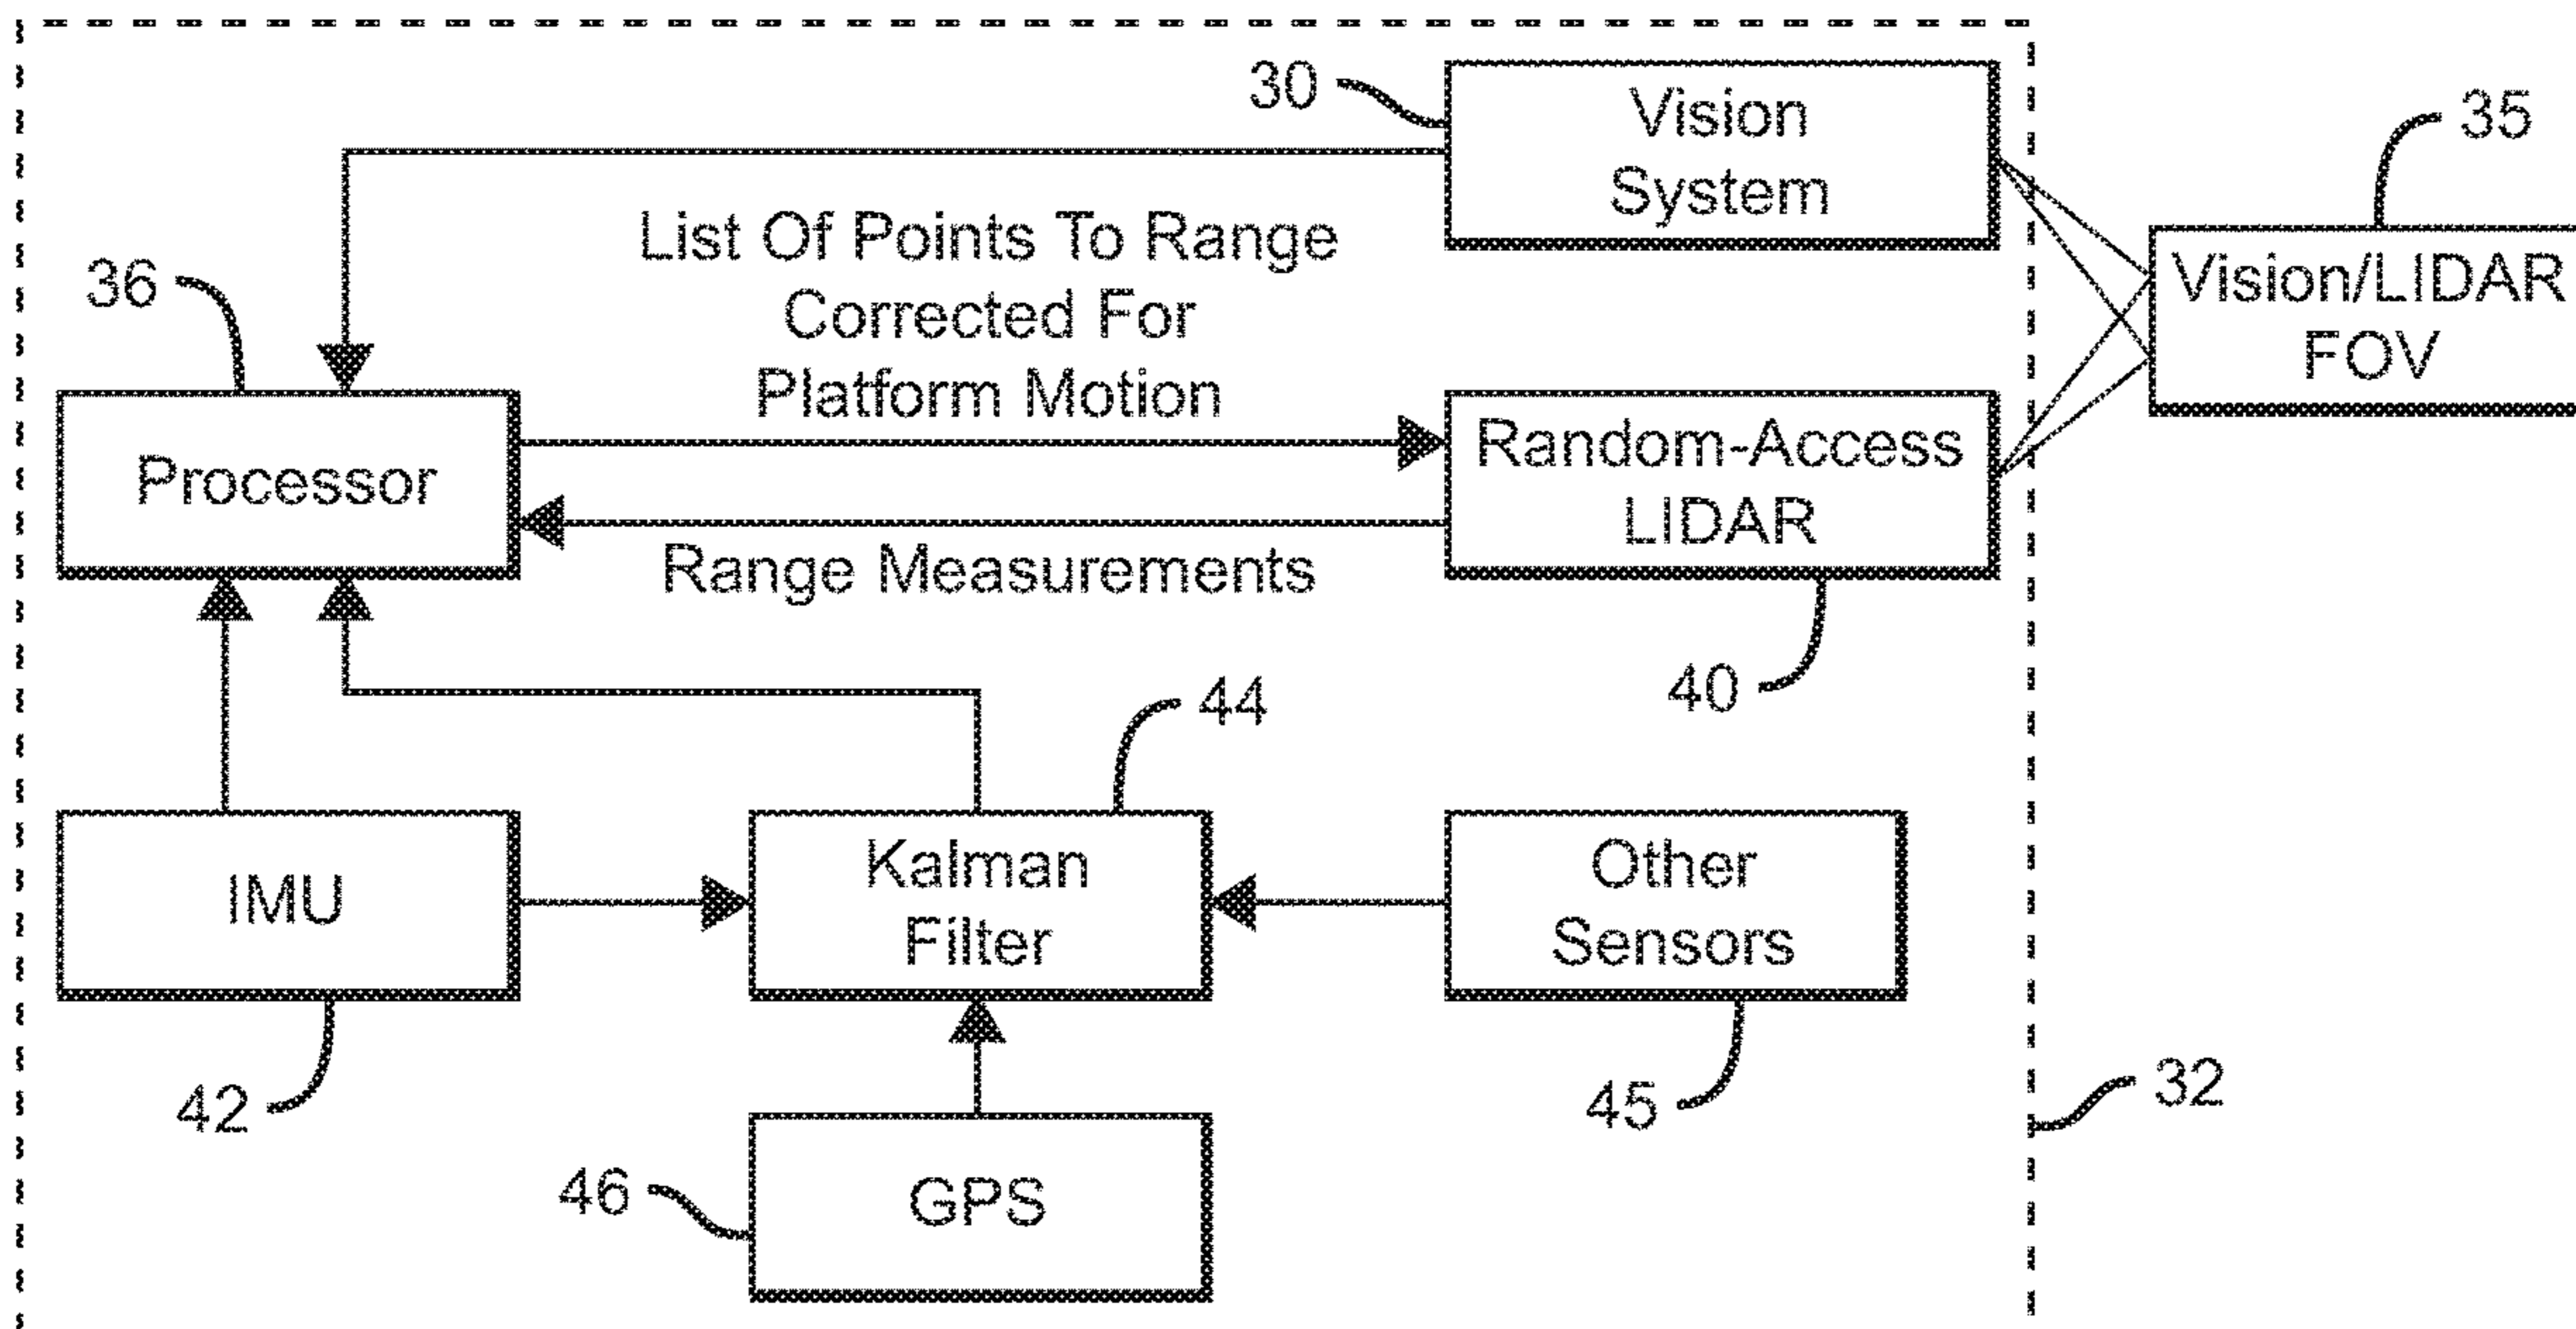 30
Vision
System
35
Vision/LIDAR
FOV
List Of Points To Range
Corrected For
Platform Motion
36
Processor
Random-Access
LIDAR
Range Measurements
40
44
IMU
Kalman
Filter
Other
Sensors
42
45
32
46
GPS